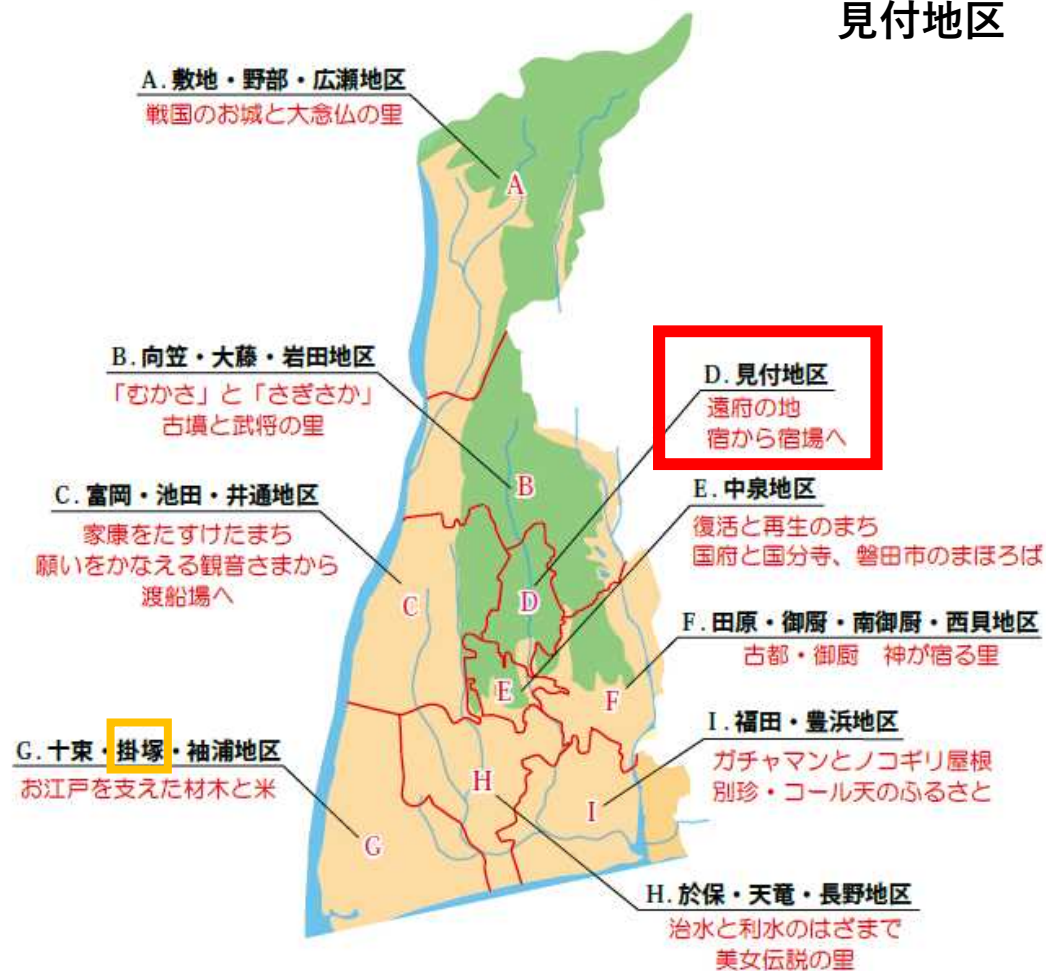 見付地区
A.敷地・野部・広瀬地区
戦国のお城と大念仏の里
A
B.向笠・大藤・岩田地区
「むかさ」と「さぎさか」
古墳と武将の里
D.見付地区
遠府の地
宿から宿場へ
B
E.中泉地区
復活と再生のまち
国府と国分寺、磐田市のまほろば
C.富岡・池田・井通地区
家康をたすけたまち
願いをかなえる観音さまから
渡船場へ
C
D
F.田原・御厨・南御厨・西貝地区
古都・御厨 神が宿る里
E
F
G.十束・掛塚・袖浦地区
お江戸を支えた材木と米
I.福田・豊浜地区
ガチャマンとノコギリ屋根
別珍・コール天のふるさと
H
I
G
H.於保・天竜・長野地区
治水と利水のはざまで
美女伝説の里